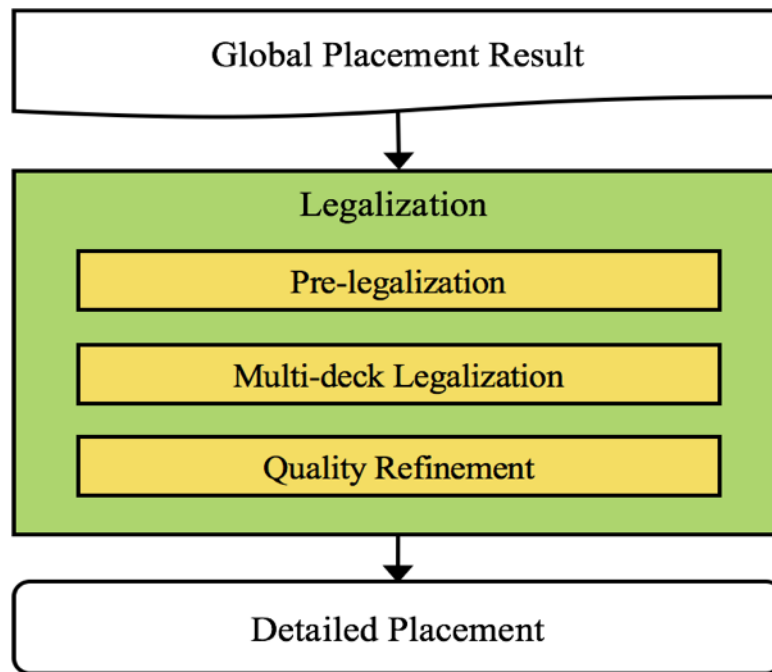 Global Placement Result
Legalization
Pre-legalization
Multi-deck Legalization
Quality Refinement
Detailed Placement